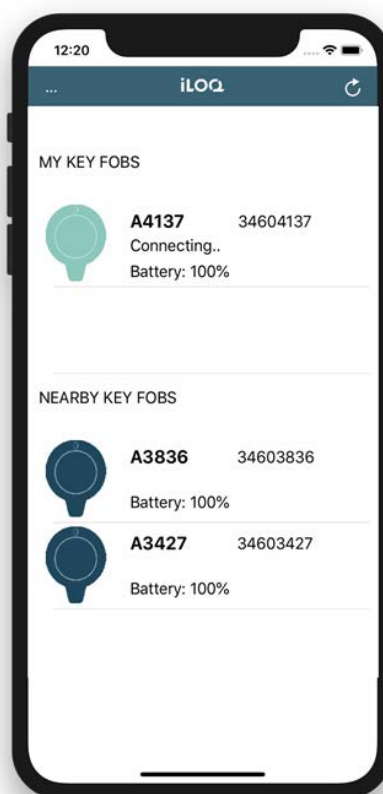 12:20
... iLOQ
MY KEY FOBS
A4137 34604137
Connecting..
Battery: 100%
NEARBY KEY FOBS
A3836 34603836
Battery: 100%
A3427 34603427
Battery: 100%